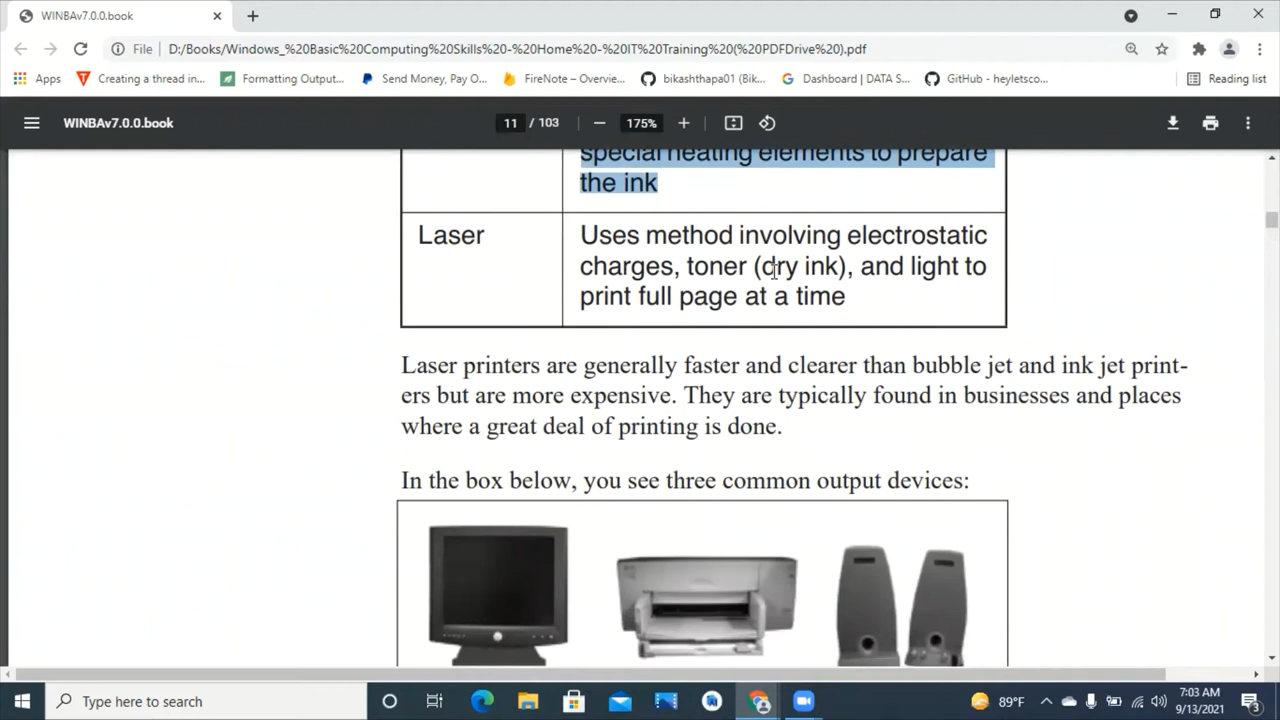 WINBAv7.0.0.book
File
D:/Books/Windows_%20Basic%20Computing%20Skills%20-%20Home%20-%20IT%20Training%20(%20PDFDrive%20).pdf
Apps
Creating a thread in...
Formatting Output...
Send Money, Pay O...
FireNote – Overvie...
bikashthapa01 (Bik...
Dashboard | DATA S...
GitHub - heyletsco...
Reading list
WINBAv7.0.0.book
11 / 103
175%
special heating elements to prepare
the ink
Laser
Uses method involving electrostatic
charges, toner (dry ink), and light to
print full page at a time
Laser printers are generally faster and clearer than bubble jet and ink jet print-
ers but are more expensive. They are typically found in businesses and places
where a great deal of printing is done.
In the box below, you see three common output devices:
Type here to search
89°F
7:03 AM
9/13/2021
3